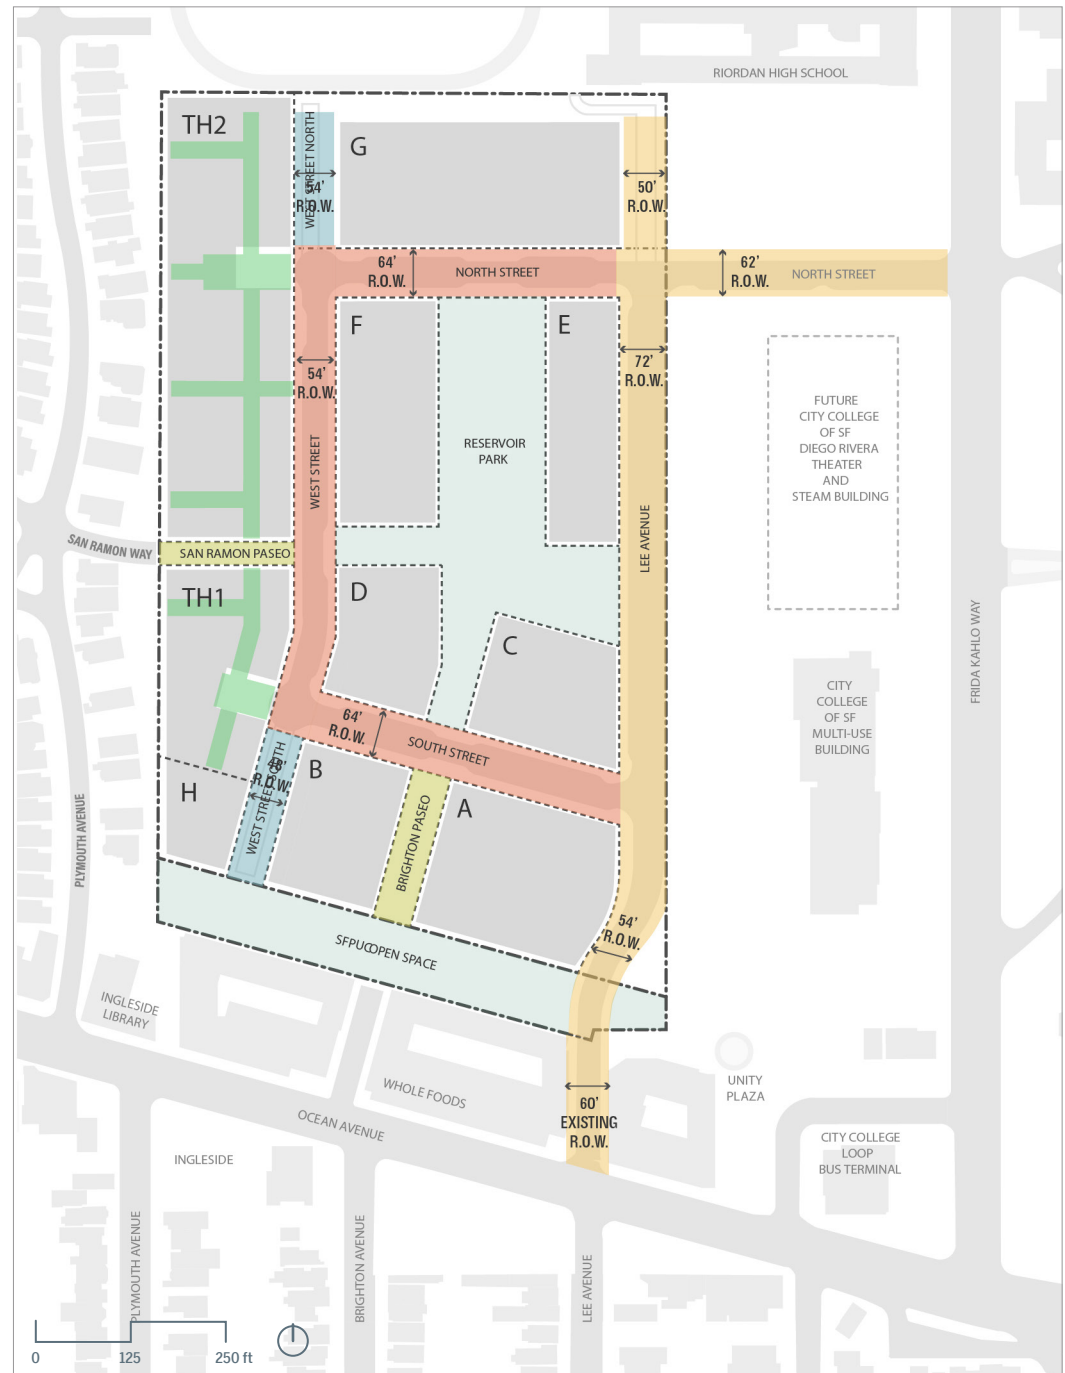 RIORDAN HIGH SCHOOL
TH2
WEST STREET NORTH
G
54'
R.O.W.
50'
R.O.W.
64'
R.O.W.
NORTH STREET
62'
R.O.W.
NORTH STREET
F
E
54'
R.O.W.
72'
R.O.W.
RESERVOIR
PARK
WEST STREET
LEE AVENUE
FUTURE
CITY COLLEGE
OF SF
DIEGO RIVERA
THEATER
AND
STEAM BUILDING
SAN RAMON WAY
SAN RAMON PASEO
TH1
D
C
FRIDA KAHLO WAY
CITY
COLLEGE
OF SF
MULTI-USE
BUILDING
64'
R.O.W.
SOUTH STREET
48'
R.O.W.
WEST STREET SOUTH
B
H
A
BRIGHTON PASEO
PLYMOUTH AVENUE
54'
R.O.W.
SFPUC OPEN SPACE
INGLESIDE
LIBRARY
WHOLE FOODS
UNITY
PLAZA
60'
EXISTING
R.O.W.
OCEAN AVENUE
CITY COLLEGE
LOOP
BUS TERMINAL
INGLESIDE
PLYMOUTH AVENUE
BRIGHTON AVENUE
LEE AVENUE
0
125
250 ft